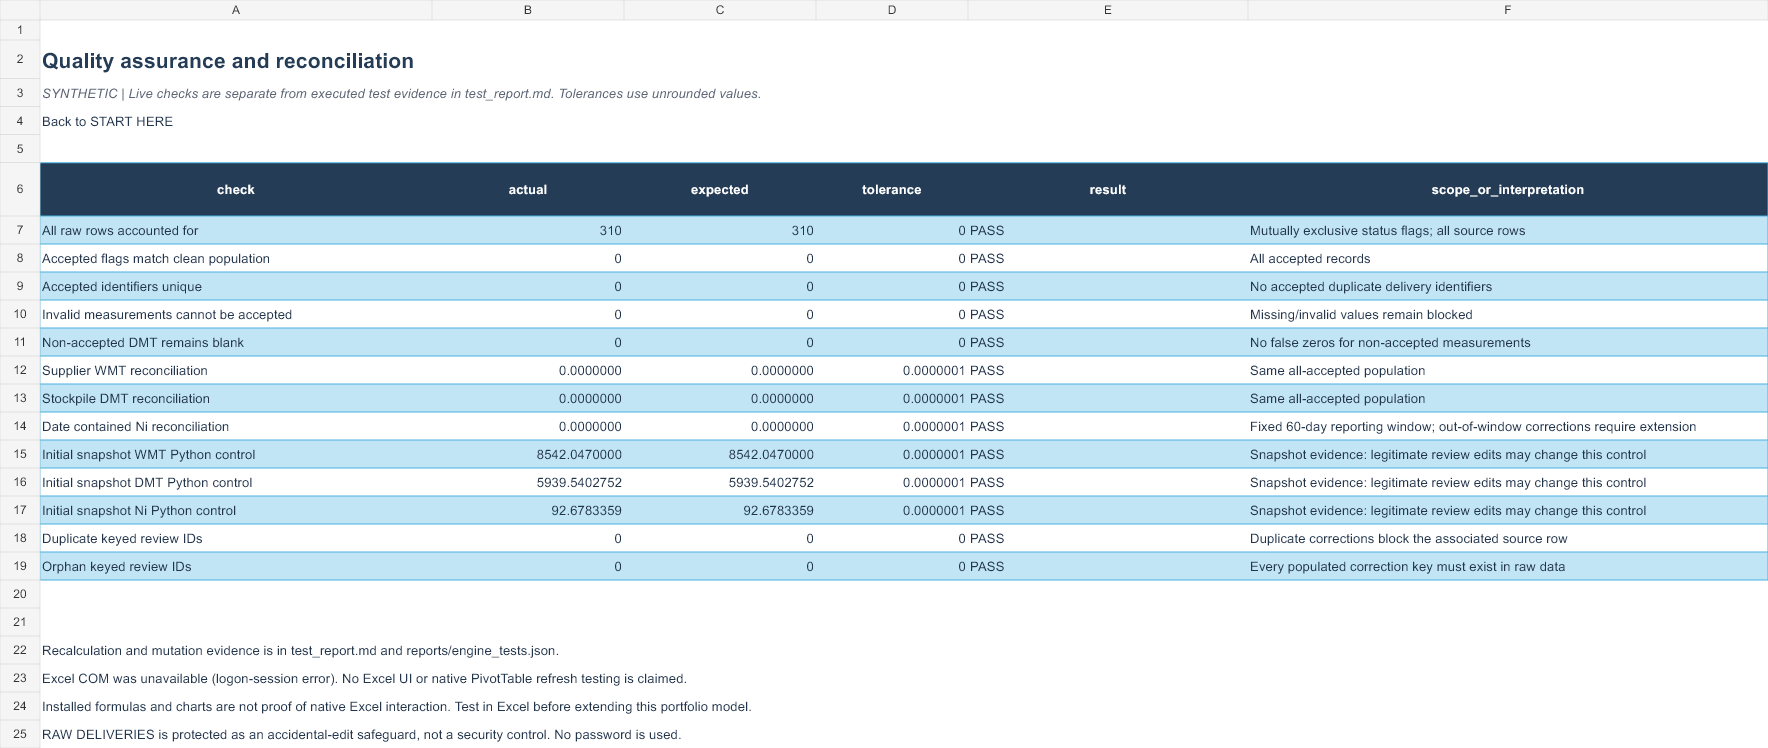 A B C D E F
1
2 Quality assurance and reconciliation
3 SYNTHETIC | Live checks are separate from executed test evidence in test_report.md. Tolerances use unrounded values.
4 Back to START HERE
5
6 check actual expected tolerance result scope_or_interpretation
7 All raw rows accounted for 310 310 0 PASS Mutually exclusive status flags; all source rows
8 Accepted flags match clean population 0 0 0 PASS All accepted records
9 Accepted identifiers unique 0 0 0 PASS No accepted duplicate delivery identifiers
10 Invalid measurements cannot be accepted 0 0 0 PASS Missing/invalid values remain blocked
11 Non-accepted DMT remains blank 0 0 0 PASS No false zeros for non-accepted measurements
12 Supplier WMT reconciliation 0.0000000 0.0000000 0.0000001 PASS Same all-accepted population
13 Stockpile DMT reconciliation 0.0000000 0.0000000 0.0000001 PASS Same all-accepted population
14 Date contained Ni reconciliation 0.0000000 0.0000000 0.0000001 PASS Fixed 60-day reporting window; out-of-window corrections require extension
15 Initial snapshot WMT Python control 8542.0470000 8542.0470000 0.0000001 PASS Snapshot evidence: legitimate review edits may change this control
16 Initial snapshot DMT Python control 5939.5402752 5939.5402752 0.0000001 PASS Snapshot evidence: legitimate review edits may change this control
17 Initial snapshot Ni Python control 92.6783359 92.6783359 0.0000001 PASS Snapshot evidence: legitimate review edits may change this control
18 Duplicate keyed review IDs 0 0 0 PASS Duplicate corrections block the associated source row
19 Orphan keyed review IDs 0 0 0 PASS Every populated correction key must exist in raw data
20
21
22 Recalculation and mutation evidence is in test_report.md and reports/engine_tests.json.
23 Excel COM was unavailable (logon-session error). No Excel UI or native PivotTable refresh testing is claimed.
24 Installed formulas and charts are not proof of native Excel interaction. Test in Excel before extending this portfolio model.
25 RAW DELIVERIES is protected as an accidental-edit safeguard, not a security control. No password is used.